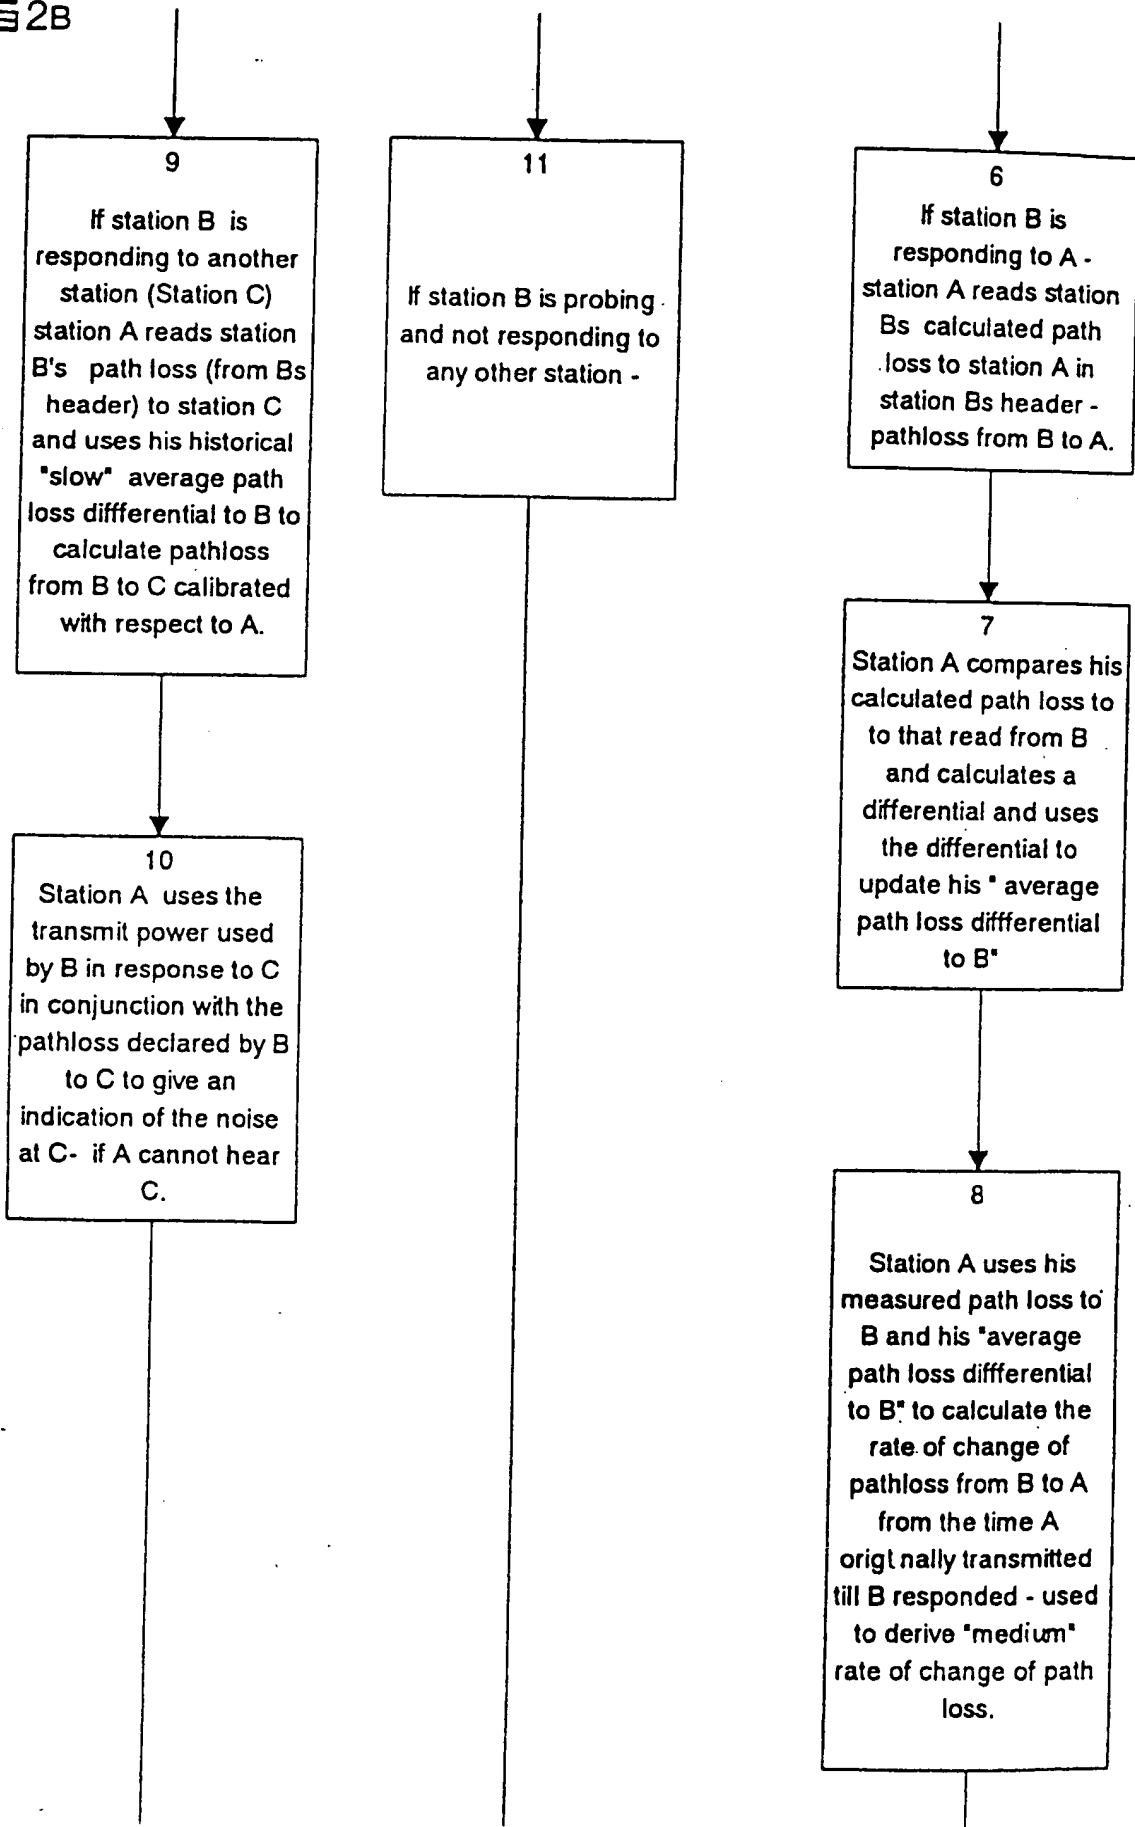 2B
9
If station B is
responding to another
station (Station C)
station A reads station
B's path loss (from Bs
header) to station C
and uses his historical
"slow" average path
loss diffferential to B to
calculate pathloss
from B to C calibrated
with respect to A.
10
Station A uses the
transmit power used
by B in response to C
in conjunction with the
pathloss declared by B
to C to give an
indication of the noise
at C- if A cannot hear
C.
11
If station B is probing
and not responding to
any other station -
6
If station B is
responding to A -
station A reads station
Bs calculated path
loss to station A in
station Bs header -
pathloss from B to A.
7
Station A compares his
calculated path loss to
to that read from B
and calculates a
differential and uses
the differential to
update his " average
path loss diffferential
to B"
8
Station A uses his
measured path loss to
B and his "average
path loss diffferential
to B" to calculate the
rate of change of
pathloss from B to A
from the time A
origt nally transmitted
till B responded - used
to derive "medium"
rate of change of path
loss.